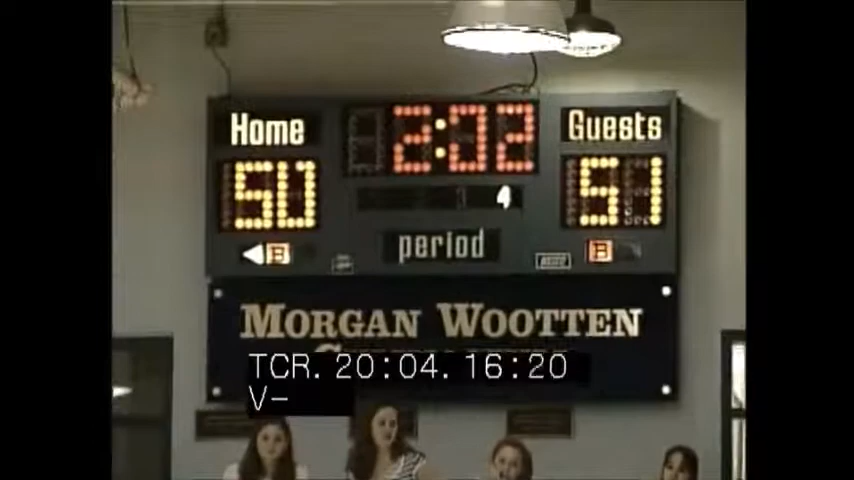 Home 2:02 Guests
50 4 51
B period B
MORGAN WOOTTEN
TCR. 20:04. 16:20
V-